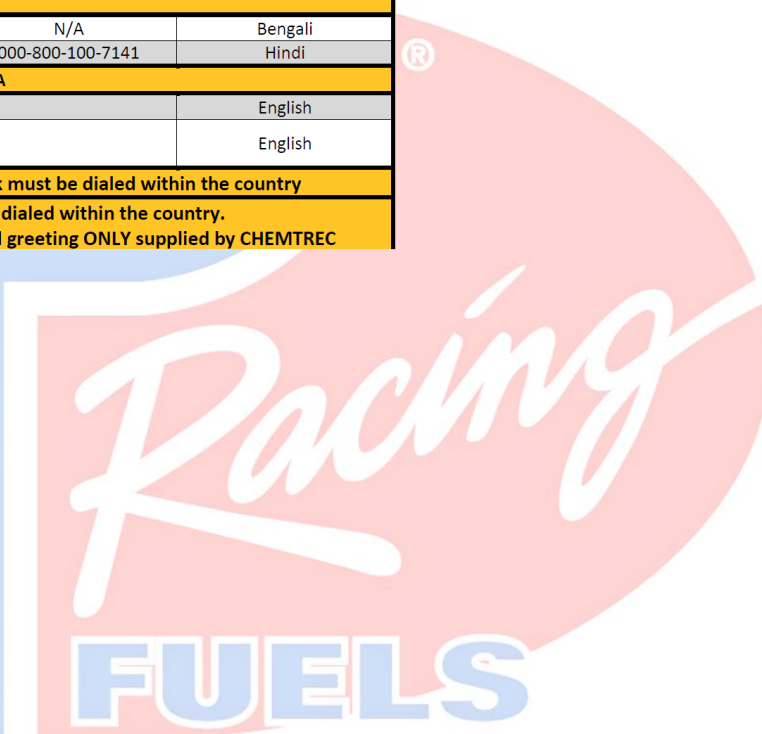 N/A Bengali
000-800-100-7141 Hindi
A
English
English
must be dialed within the country
dialed within the country.
greeting ONLY supplied by CHEMTREC
®
Racing
FUELS